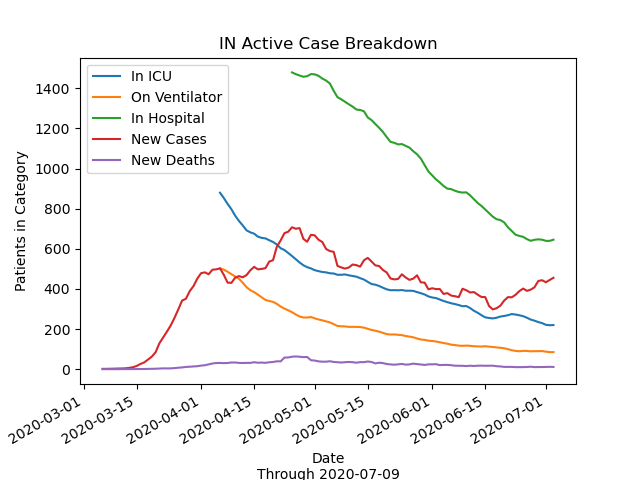 IN Active Case Breakdown
In ICU
On Ventilator
In Hospital
New Cases
New Deaths
Patients in Category
1400
1200
1000
800
600
400
200
0
2020-03-01
2020-03-15
2020-04-01
2020-04-15
2020-05-01
2020-05-15
2020-06-01
2020-06-15
2020-07-01
Date
Through 2020-07-09